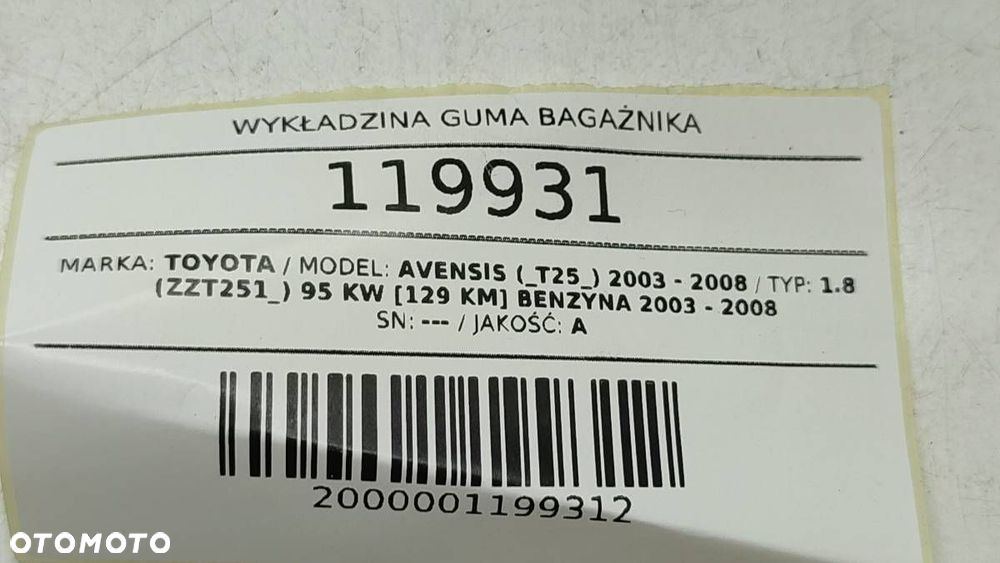 WYKŁADZINA GUMA BAGAŻNIKA
119931
MARKA: TOYOTA / MODEL: AVENSIS (_T25_) 2003 - 2008 / TYP: 1.8
(ZZT251_) 95 KW [129 KM] BENZYNA 2003 - 2008
SN: --- / JAKOŚĆ: A
2000001199312
OTOMOTO